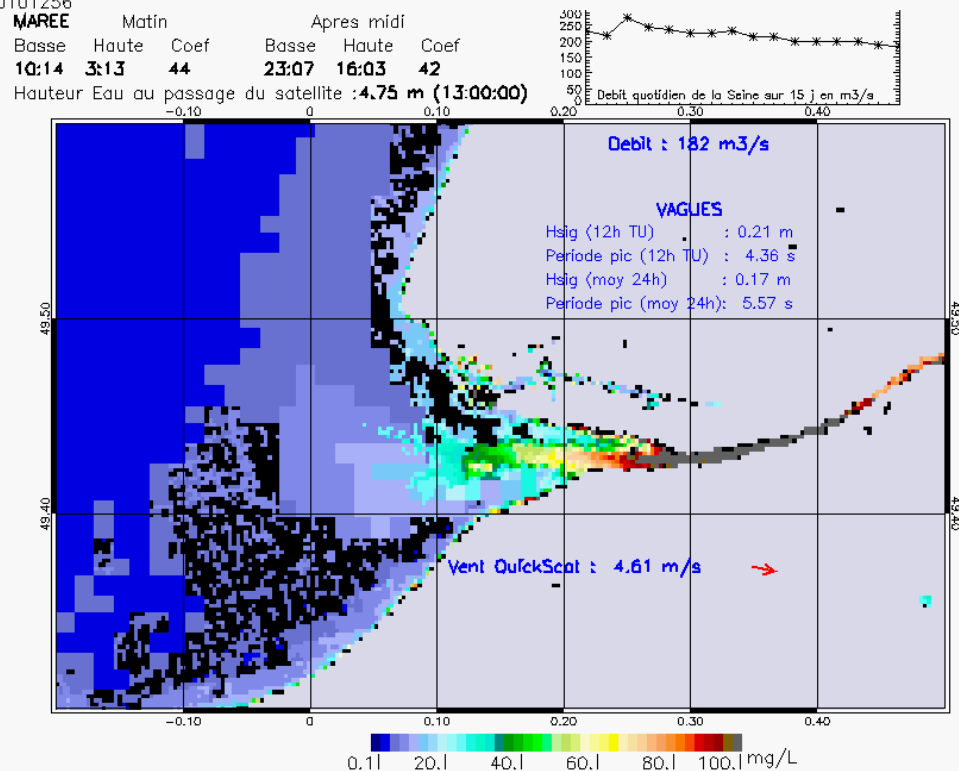 MAREE Matin Apres midi
Basse Haute Coef Basse Haute Coef
10:14 3:13 44 23:07 16:03 42
Hauteur Eau au passage du satellite : 4.75 m (13:00:00)
300
250
200
150
100
50
0
Debit quotidien de la Seine sur 15 j en m3/s
-0.10 0 0.10 0.20 0.30 0.40
Debit : 182 m3/s
VAGUES
Hsig (12h TU) : 0.21 m
Periode pic (12h TU) : 4.36 s
Hsig (moy 24h) : 0.17 m
Periode pic (moy 24h): 5.57 s
49.50 49.50
49.40 49.40
Vent QuickScat : 4.61 m/s
-0.10 0 0.10 0.20 0.30 0.40
0.1| 20.| 40.| 60.| 80.| 100.| mg/L